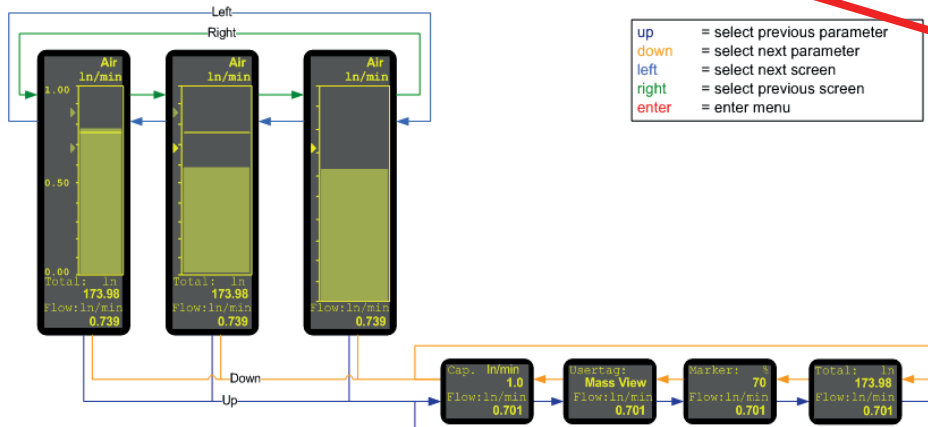 Left
Right
Air
ln/min
1.00
0.50
0.00
Total: ln
173.98
Flow:ln/min
0.739
Air
ln/min
Total: ln
173.98
Flow:ln/min
0.739
Air
ln/min
Flow:ln/min
0.739
up = select previous parameter
down = select next parameter
left = select next screen
right = select previous screen
enter = enter menu
Down
Up
Cap. ln/min
1.0
Flow:ln/min
0.701
Usertag:
Mass View
Flow:ln/min
0.701
Marker: %
70
Flow:ln/min
0.701
Total: ln
173.98
Flow:ln/min
0.701